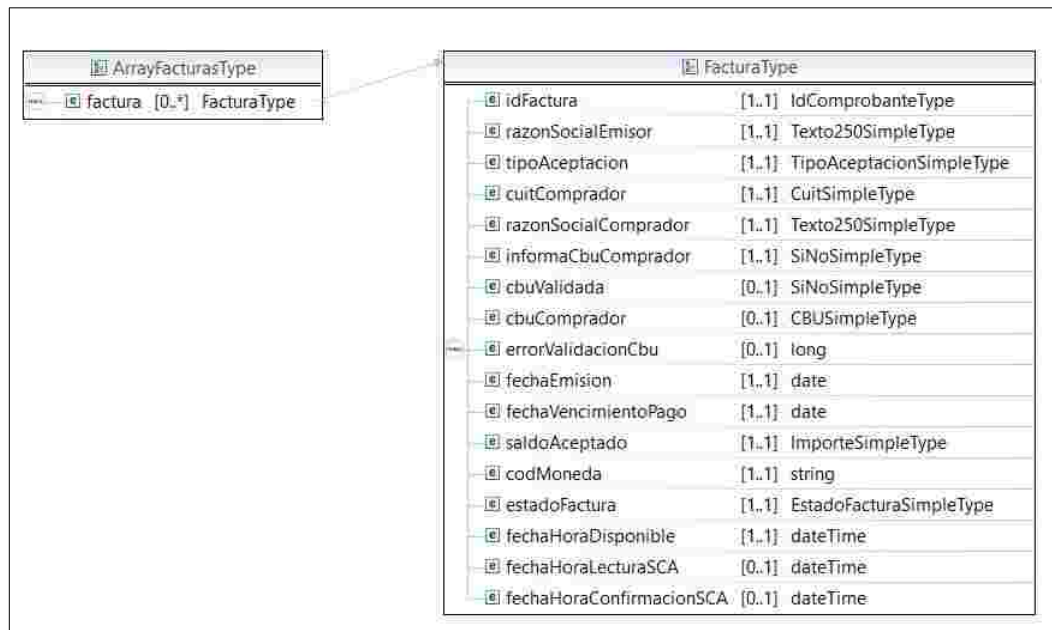 ArrayFacturasType
factura [0..*] FacturaType
FacturaType
idFactura [1..1] IdComprobanteType
razonSocialEmisor [1..1] Texto250SimpleType
tipoAceptacion [1..1] TipoAceptacionSimpleType
cuitComprador [1..1] CuitSimpleType
razonSocialComprador [1..1] Texto250SimpleType
informaCbuComprador [1..1] SiNoSimpleType
cbuValidada [0..1] SiNoSimpleType
cbuComprador [0..1] CBUSimpleType
errorValidacionCbu [0..1] long
fechaEmision [1..1] date
fechaVencimientoPago [1..1] date
saldoAceptado [1..1] ImporteSimpleType
codMoneda [1..1] string
estadoFactura [1..1] EstadoFacturaSimpleType
fechaHoraDisponible [1..1] dateTime
fechaHoraLecturaSCA [0..1] dateTime
fechaHoraConfirmacionSCA [0..1] dateTime